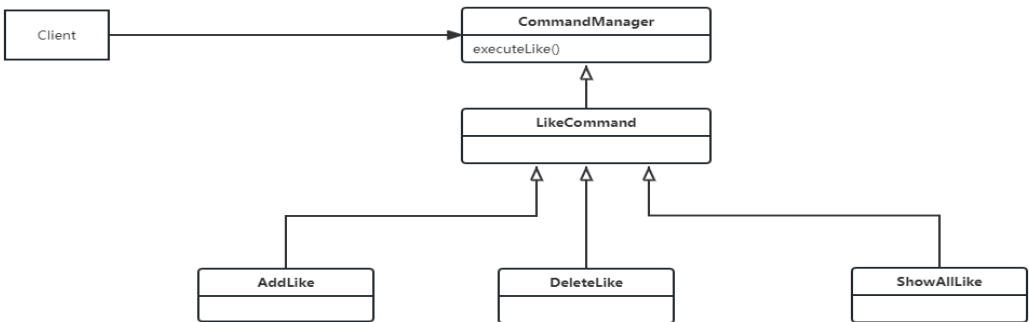 Client
CommandManager
executeLike()
LikeCommand
AddLike
DeleteLike
ShowAllLike